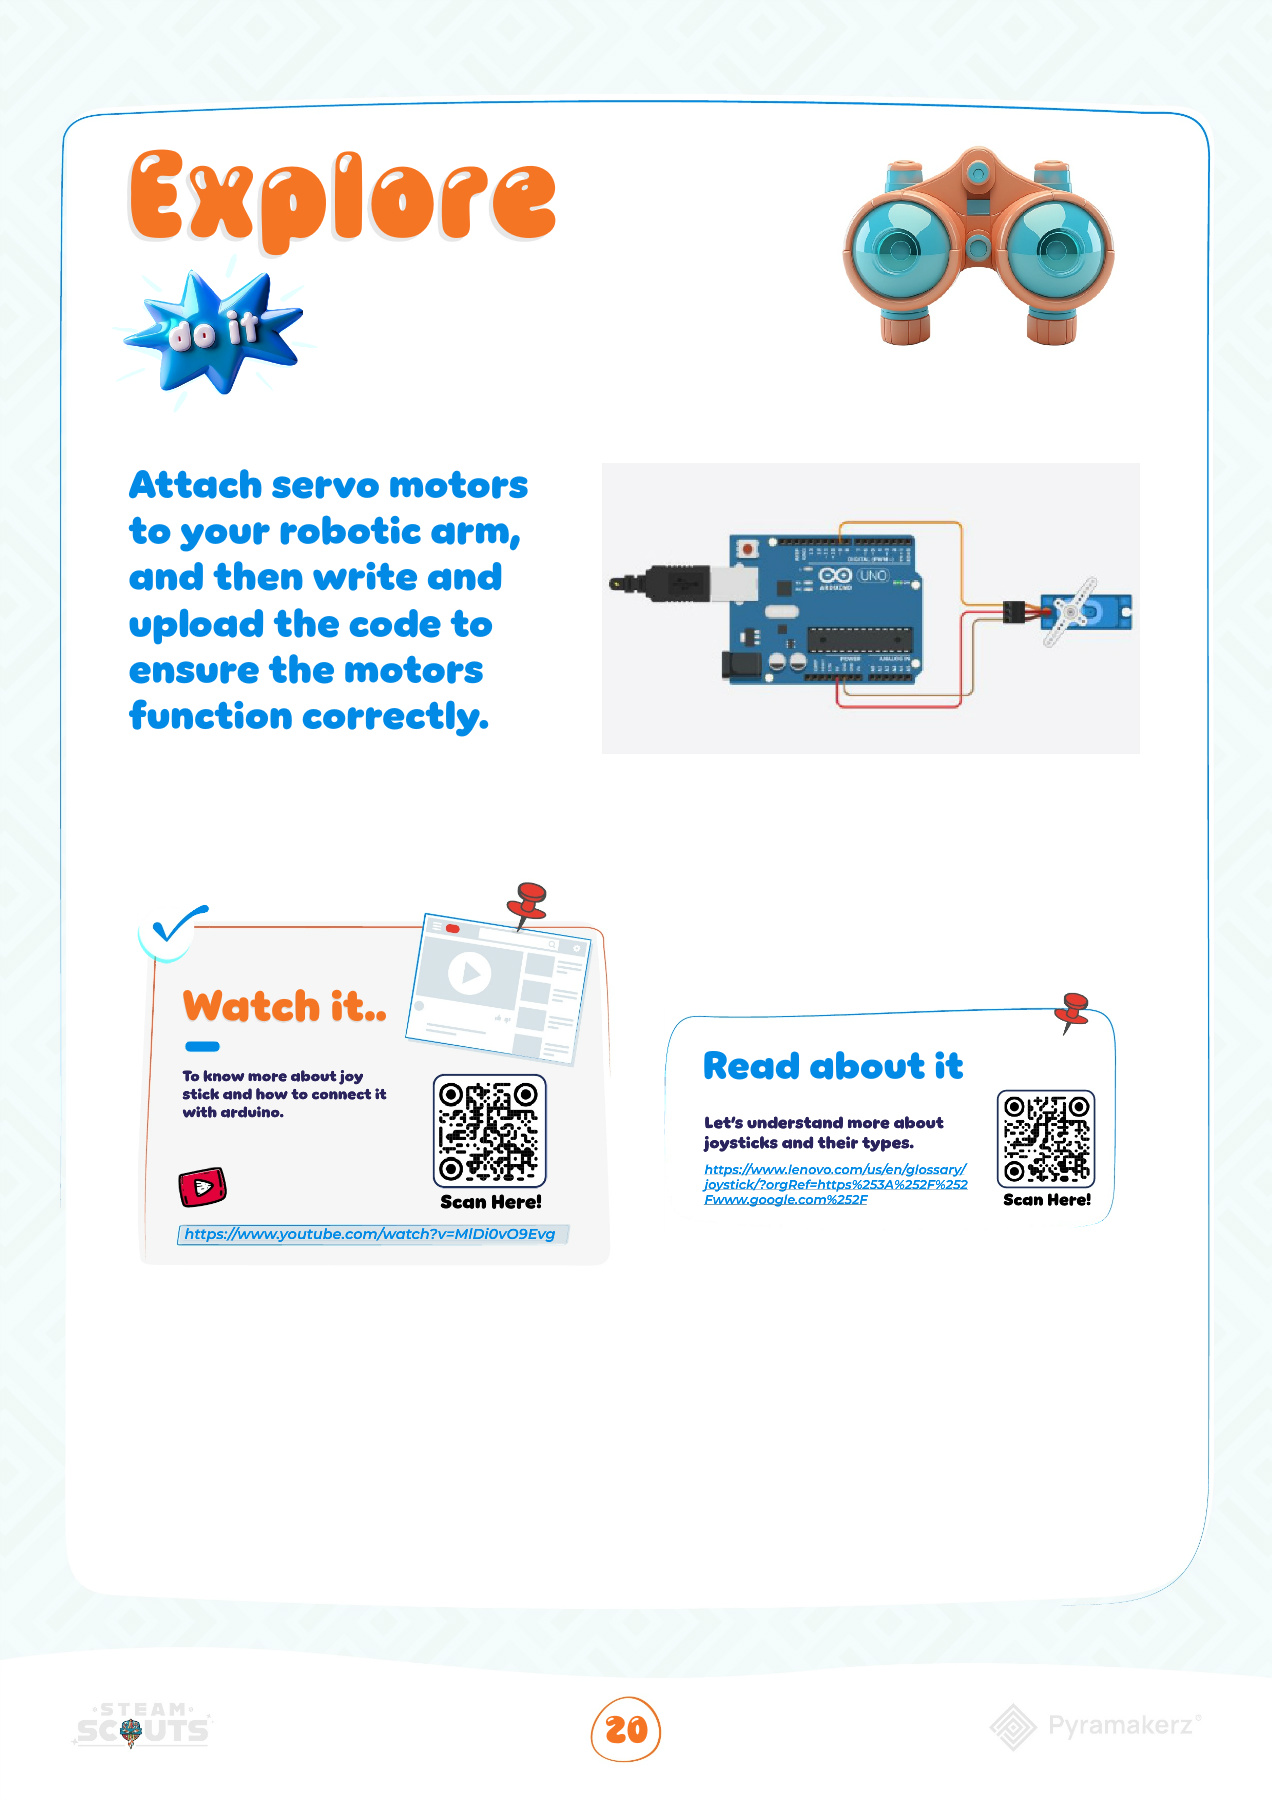 Explore
do it
Attach servo motors
to your robotic arm,
and then write and
upload the code to
ensure the motors
function correctly.
DIGITAL (PWM~)
UNO
ARDUINO
POWER
ANALOG IN
Watch it..
To know more about joy
stick and how to connect it
with arduino.
Scan Here!
https://www.youtube.com/watch?v=MlDi0vO9Evg
Read about it
Let's understand more about
joysticks and their types.
https://www.lenovo.com/us/en/glossary/
joystick/?orgRef=https%253A%252F%252
Fwww.google.com%252F
Scan Here!
STEAM
SCOUTS
20
Pyramakerz